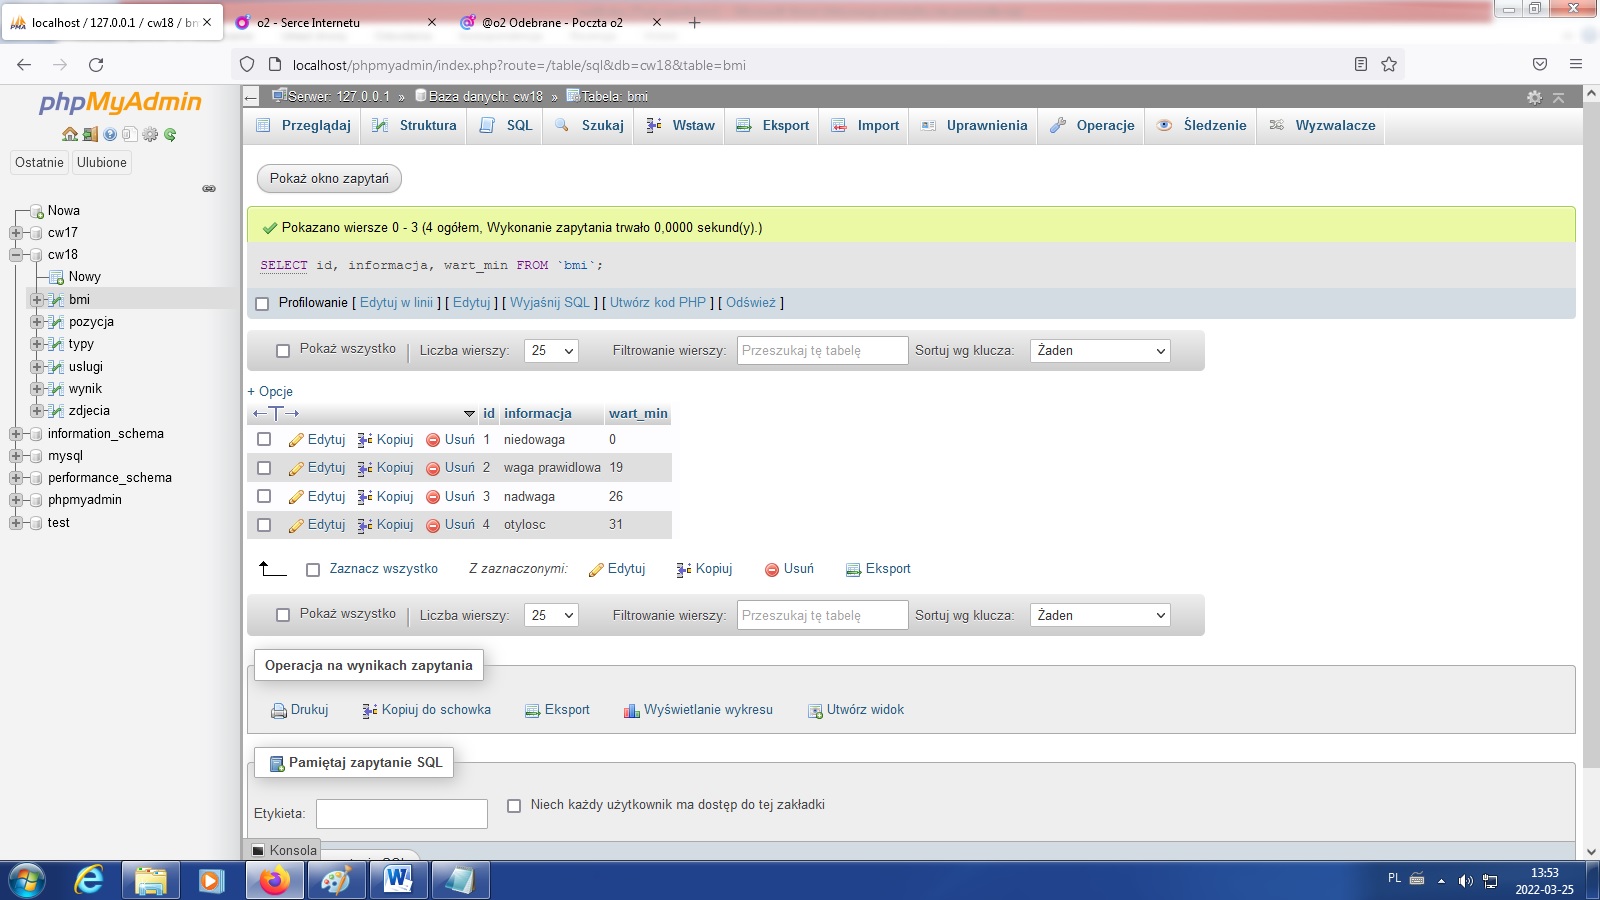 localhost / 127.0.0.1 / cw18 / bm
o2 - Serce Internetu
@o2 Odebrane - Poczta o2
localhost/phpmyadmin/index.php?route=/table/sql&db=cw18&table=bmi
phpMyAdmin
Ostatnie
Ulubione
Nowa
cw17
cw18
Nowy
bmi
pozycja
typy
uslugi
wynik
zdjecia
information_schema
mysql
performance_schema
phpmyadmin
test
Serwer: 127.0.0.1 » Baza danych: cw18 » Tabela: bmi
Przeglądaj Struktura SQL Szukaj Wstaw Eksport Import Uprawnienia Operacje Śledzenie Wyzwalacze
Pokaż okno zapytań
Pokazano wiersze 0 - 3 (4 ogółem, Wykonanie zapytania trwało 0,0000 sekund(y).)
SELECT id, informacja, wart_min FROM `bmi`;
Profilowanie [ Edytuj w linii ] [ Edytuj ] [ Wyjaśnij SQL ] [ Utwórz kod PHP ] [ Odśwież ]
Pokaż wszystko | Liczba wierszy: 25 Filtrowanie wierszy: Przeszukaj tę tabelę Sortuj wg klucza: Żaden
+ Opcje
←T→ id informacja wart_min
Edytuj Kopiuj Usuń 1 niedowaga 0
Edytuj Kopiuj Usuń 2 waga prawidlowa 19
Edytuj Kopiuj Usuń 3 nadwaga 26
Edytuj Kopiuj Usuń 4 otylosc 31
Zaznacz wszystko Z zaznaczonymi: Edytuj Kopiuj Usuń Eksport
Pokaż wszystko | Liczba wierszy: 25 Filtrowanie wierszy: Przeszukaj tę tabelę Sortuj wg klucza: Żaden
Operacja na wynikach zapytania
Drukuj Kopiuj do schowka Eksport Wyświetlanie wykresu Utwórz widok
Pamiętaj zapytanie SQL
Etykieta: Niech każdy użytkownik ma dostęp do tej zakładki
Konsola
PL
13:53
2022-03-25